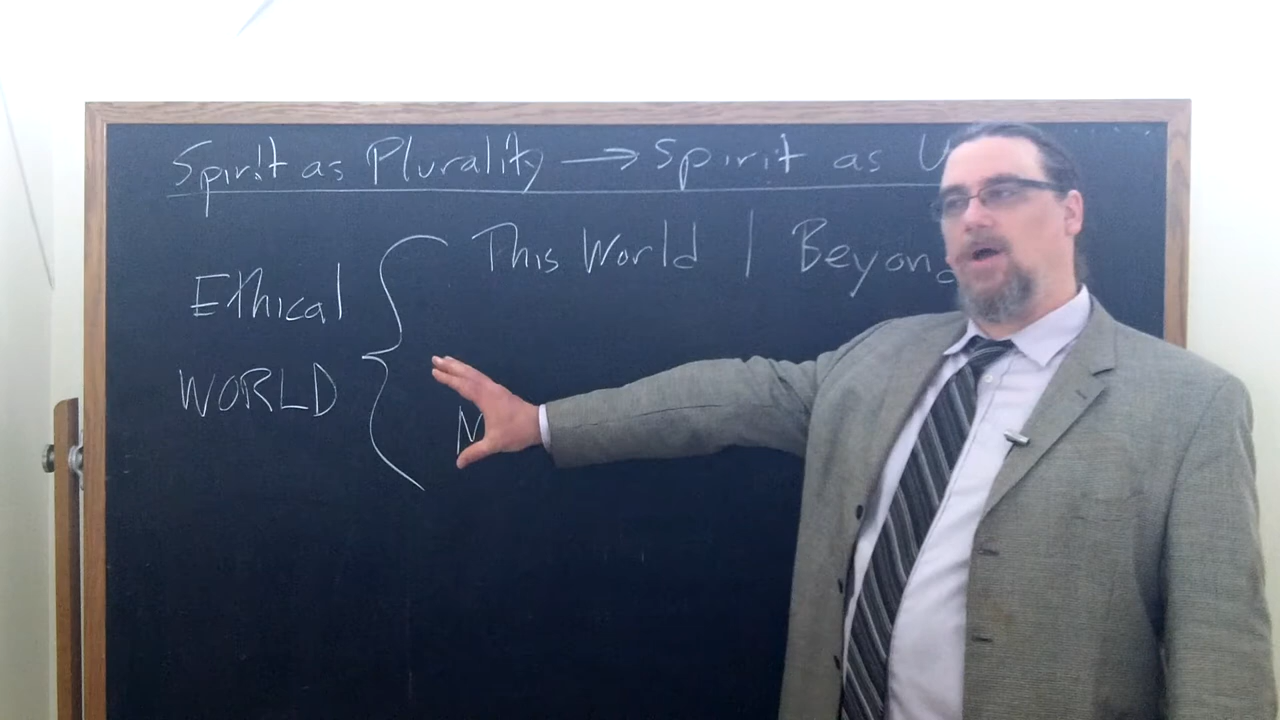 Spirit as Plurality → Spirit as U
This World | Beyond
Ethical
WORLD